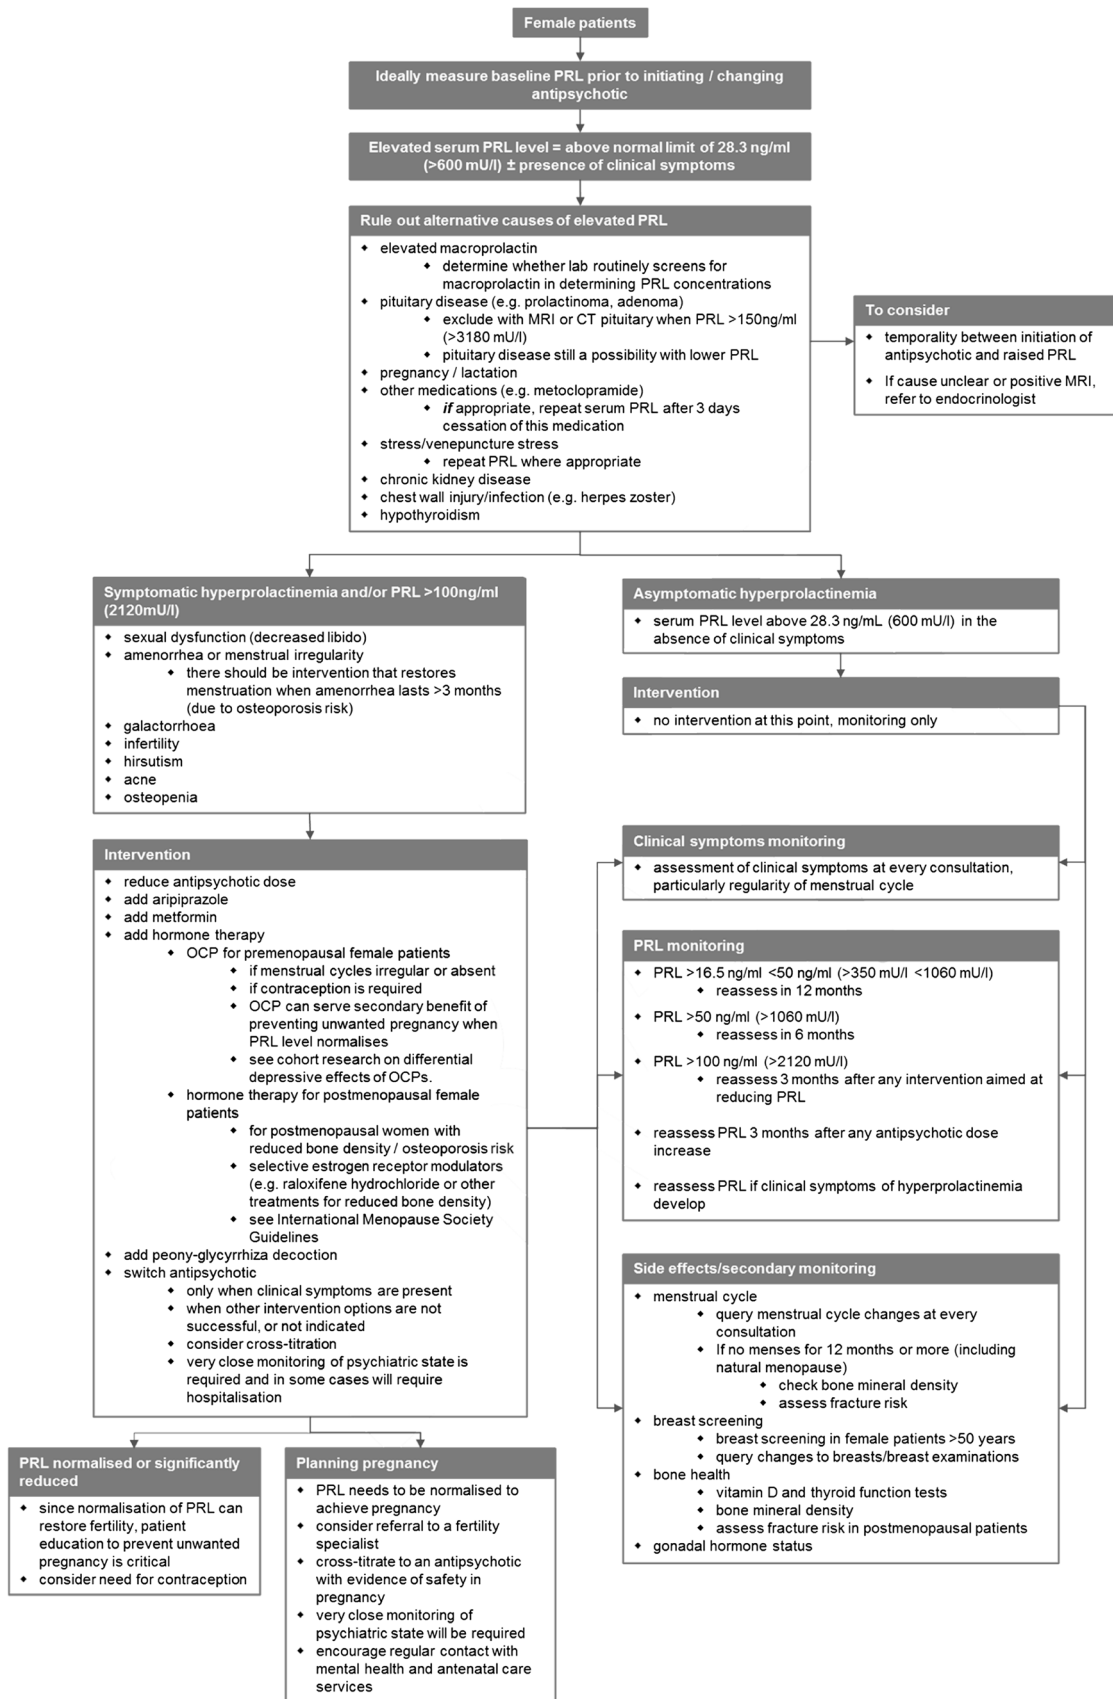 Female patients
Ideally measure baseline PRL prior to initiating / changing
antipsychotic
Elevated serum PRL level = above normal limit of 28.3 ng/ml
(>600 mU/l) ± presence of clinical symptoms
Rule out alternative causes of elevated PRL
elevated macroprolactin
determine whether lab routinely screens for
macroprolactin in determining PRL concentrations
pituitary disease (e.g. prolactinoma, adenoma)
exclude with MRI or CT pituitary when PRL >150ng/ml
(>3180 mU/l)
pituitary disease still a possibility with lower PRL
pregnancy / lactation
other medications (e.g. metoclopramide)
if appropriate, repeat serum PRL after 3 days
cessation of this medication
stress/venepuncture stress
repeat PRL where appropriate
chronic kidney disease
chest wall injury/infection (e.g. herpes zoster)
hypothyroidism
To consider
temporality between initiation of
antipsychotic and raised PRL
If cause unclear or positive MRI,
refer to endocrinologist
Symptomatic hyperprolactinemia and/or PRL >100ng/ml
(2120mU/l)
sexual dysfunction (decreased libido)
amenorrhea or menstrual irregularity
there should be intervention that restores
menstruation when amenorrhea lasts >3 months
(due to osteoporosis risk)
galactorrhoea
infertility
hirsutism
acne
osteopenia
Asymptomatic hyperprolactinemia
serum PRL level above 28.3 ng/mL (600 mU/l) in the
absence of clinical symptoms
Intervention
no intervention at this point, monitoring only
Intervention
reduce antipsychotic dose
add aripiprazole
add metformin
add hormone therapy
OCP for premenopausal female patients
if menstrual cycles irregular or absent
if contraception is required
OCP can serve secondary benefit of
preventing unwanted pregnancy when
PRL level normalises
see cohort research on differential
depressive effects of OCPs.
hormone therapy for postmenopausal female
patients
for postmenopausal women with
reduced bone density / osteoporosis risk
selective estrogen receptor modulators
(e.g. raloxifene hydrochloride or other
treatments for reduced bone density)
see International Menopause Society
Guidelines
add peony-glycyrrhiza decoction
switch antipsychotic
only when clinical symptoms are present
when other intervention options are not
successful, or not indicated
consider cross-titration
very close monitoring of psychiatric state is
required and in some cases will require
hospitalisation
Clinical symptoms monitoring
assessment of clinical symptoms at every consultation,
particularly regularity of menstrual cycle
PRL monitoring
PRL >16.5 ng/ml <50 ng/ml (>350 mU/l <1060 mU/l)
reassess in 12 months
PRL >50 ng/ml (>1060 mU/l)
reassess in 6 months
PRL >100 ng/ml (>2120 mU/l)
reassess 3 months after any intervention aimed at
reducing PRL
reassess PRL 3 months after any antipsychotic dose
increase
reassess PRL if clinical symptoms of hyperprolactinemia
develop
Side effects/secondary monitoring
menstrual cycle
query menstrual cycle changes at every
consultation
If no menses for 12 months or more (including
natural menopause)
check bone mineral density
assess fracture risk
breast screening
breast screening in female patients >50 years
query changes to breasts/breast examinations
bone health
vitamin D and thyroid function tests
bone mineral density
assess fracture risk in postmenopausal patients
gonadal hormone status
PRL normalised or significantly
reduced
since normalisation of PRL can
restore fertility, patient
education to prevent unwanted
pregnancy is critical
consider need for contraception
Planning pregnancy
PRL needs to be normalised to
achieve pregnancy
consider referral to a fertility
specialist
cross-titrate to an antipsychotic
with evidence of safety in
pregnancy
very close monitoring of
psychiatric state will be required
encourage regular contact with
mental health and antenatal care
services